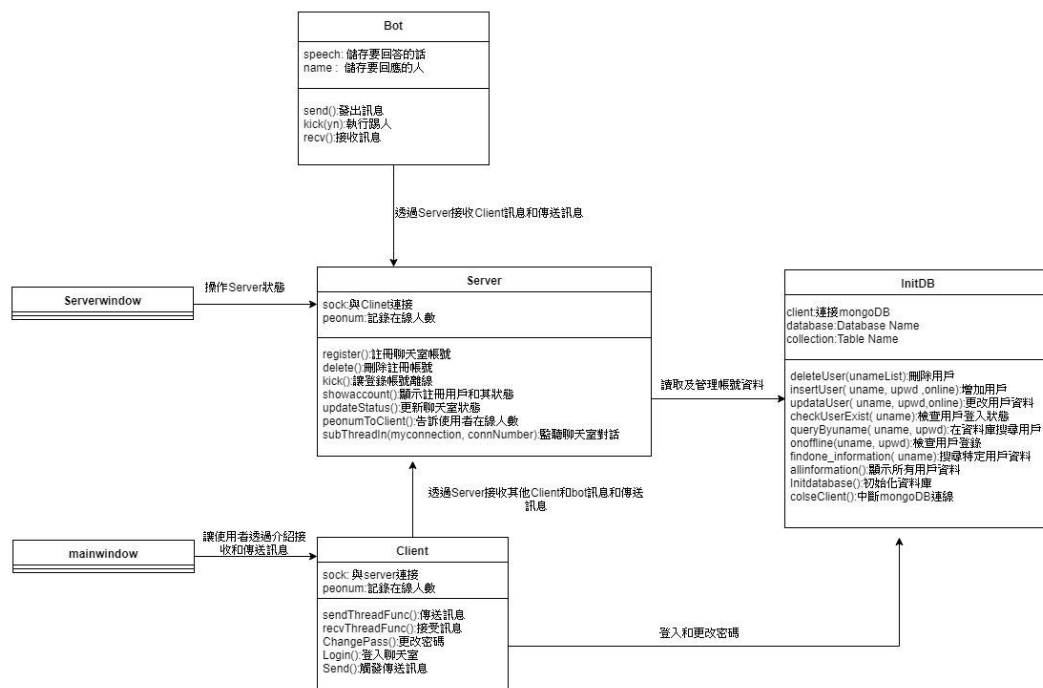 Bot
speech: 儲存要回答的話
name : 儲存要回應的人
send():發出訊息
kick(yn):執行踢人
recv():接收訊息
透過Server接收Client訊息和傳送訊息
Serverwindow
操作Server狀態
Server
sock:與Clinet連接
peonum:記錄在線人數
register():註冊聊天室帳號
delete():刪除註冊帳號
kick():讓登錄帳號離線
showaccount():顯示註冊用戶和其狀態
updateStatus():更新聊天室狀態
peonumToClient():告訴使用者在線人數
subThreadIn(myconnection, connNumber):監聽聊天室對話
讀取及管理帳號資料
InitDB
client:連接mongoDB
database:Database Name
collection:Table Name
deleteUser(unameList):刪除用戶
insertUser( uname, upwd ,online):增加用戶
updataUser( uname, upwd,online):更改用戶資料
checkUserExist( uname):檢查用戶登入狀態
queryByuname( uname, upwd):在資料庫搜尋用戶
onoffline(uname, upwd):檢查用戶登錄
findone_information( uname):搜尋特定用戶資料
allinformation():顯示所有用戶資料
Initdatabase():初始化資料庫
colseClient():中斷mongoDB連線
透過Server接收其他Client和bot訊息和傳送
訊息
mainwindow
讓使用者透過介紹接
收和傳送訊息
Client
sock: 與server連接
peonum:記錄在線人數
sendThreadFunc():傳送訊息
recvThreadFunc():接受訊息
ChangePass():更改密碼
Login():登入聊天室
Send():觸發傳送訊息
登入和更改密碼